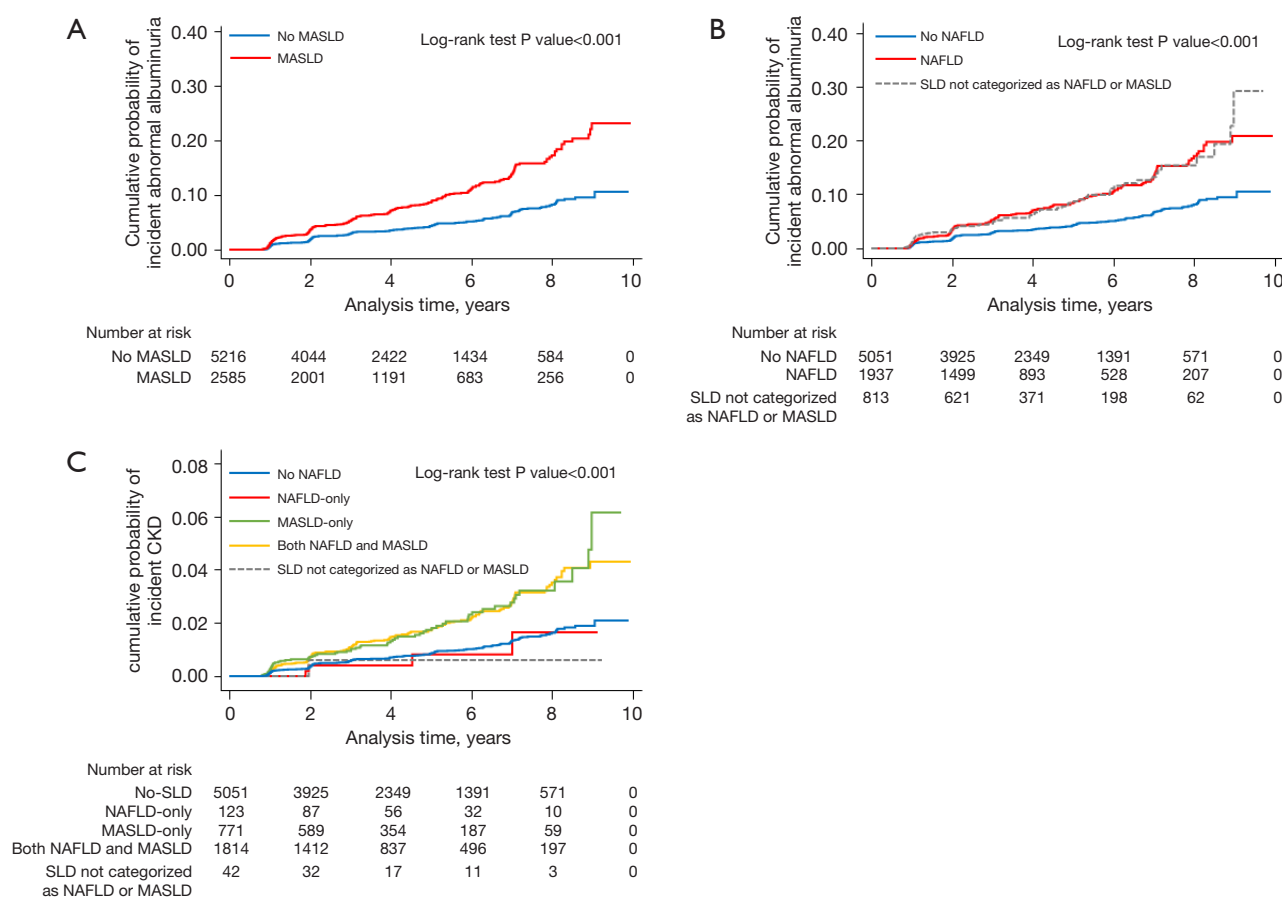 A
Cumulative probability of
incident abnormal albuminuria
0.40
0.30
0.20
0.10
0.00
No MASLD
MASLD
Log-rank test P value<0.001
0 2 4 6 8 10
Analysis time, years
Number at risk
No MASLD 5216 4044 2422 1434 584 0
MASLD 2585 2001 1191 683 256 0
B
Cumulative probability of
incident abnormal albuminuria
0.40
0.30
0.20
0.10
0.00
No NAFLD
NAFLD
SLD not categorized as NAFLD or MASLD
Log-rank test P value<0.001
0 2 4 6 8 10
Analysis time, years
Number at risk
No NAFLD 5051 3925 2349 1391 571 0
NAFLD 1937 1499 893 528 207 0
SLD not categorized 813 621 371 198 62 0
as NAFLD or MASLD
C
cumulative probability of
incident CKD
0.08
0.06
0.04
0.02
0.00
No NAFLD
NAFLD-only
MASLD-only
Both NAFLD and MASLD
SLD not categorized as NAFLD or MASLD
Log-rank test P value<0.001
0 2 4 6 8 10
Analysis time, years
Number at risk
No-SLD 5051 3925 2349 1391 571 0
NAFLD-only 123 87 56 32 10 0
MASLD-only 771 589 354 187 59 0
Both NAFLD and MASLD 1814 1412 837 496 197 0
SLD not categorized 42 32 17 11 3 0
as NAFLD or MASLD